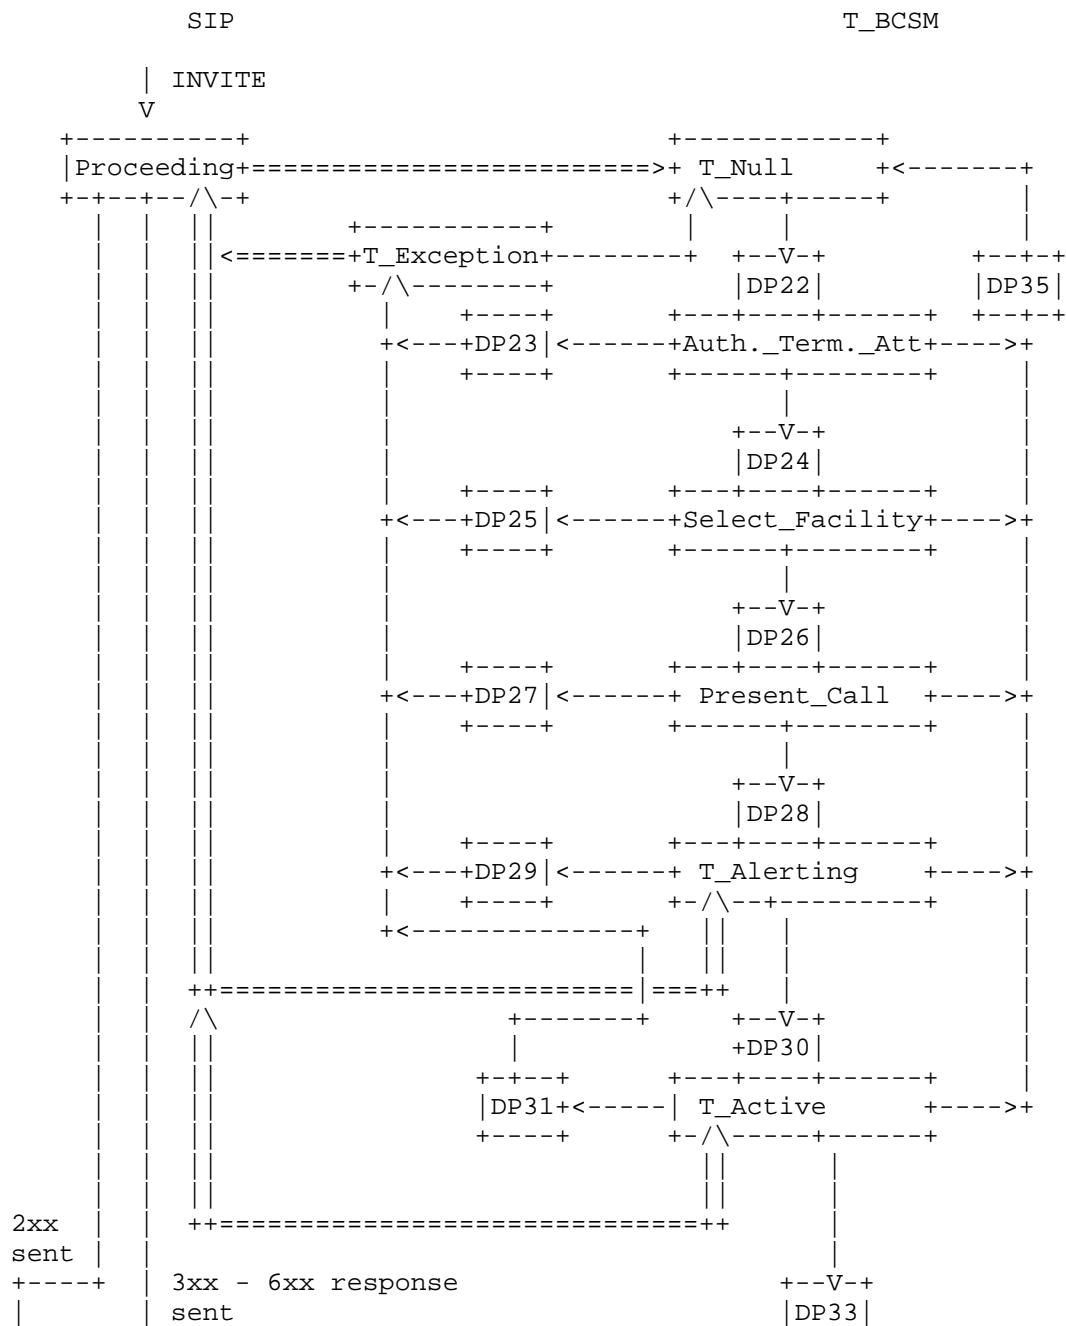 SIP T_BCSM
| INVITE
V
+----------+ +------------+
|Proceeding+=========================>+ T_Null +<-------+
+-+--+--/\-+ +/\----+-----+ |
| | || +-----------+ | | |
| | ||<=======+T_Exception+--------+ +--V-+ +--+-+
| | || +-/\--------+ |DP22| |DP35|
| | || | +----+ +---+----+------+ +--+-+
| | || +<---+DP23|<------+Auth._Term._Att+---->+
| | || | +----+ +------+--------+ |
| | || | | |
| | || | +--V-+ |
| | || | |DP24| |
| | || | +----+ +---+----+------+ |
| | || +<---+DP25|<------+Select_Facility+---->+
| | || | +----+ +------+--------+ |
| | || | | |
| | || | +--V-+ |
| | || | |DP26| |
| | || | +----+ +---+----+------+ |
| | || +<---+DP27|<------+ Present_Call +---->+
| | || | +----+ +------+--------+ |
| | || | | |
| | || | +--V-+ |
| | || | |DP28| |
| | || | +----+ +---+----+------+ |
| | || +<---+DP29|<------+ T_Alerting +---->+
| | || | +----+ +-/\--+---------+ |
| | || +<--------------+ || | |
| | || | || | |
| | ++==========================|===++ | |
| | /\ +-------+ +--V-+ |
| | || | +DP30| |
| | || +-+--+ +---+----+------+ |
| | || |DP31+<-----| T_Active +---->+
| | || +----+ +-/\-----+------+
| | || || |
| | || || |
2xx | | ++==============================++ |
sent | | |
+----+ | 3xx - 6xx response +--V-+
| | sent |DP33|